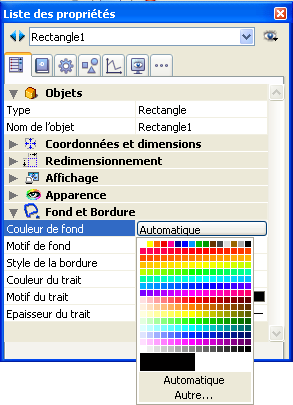 Liste des propriétés
Rectangle1
Objets
Type Rectangle
Nom de l'objet Rectangle1
Coordonnées et dimensions
Redimensionnement
Affichage
Apparence
Fond et Bordure
Couleur de fond Automatique
Motif de fond
Style de la bordure
Couleur du trait
Motif du trait
Epaisseur du trait
Automatique
Autre...